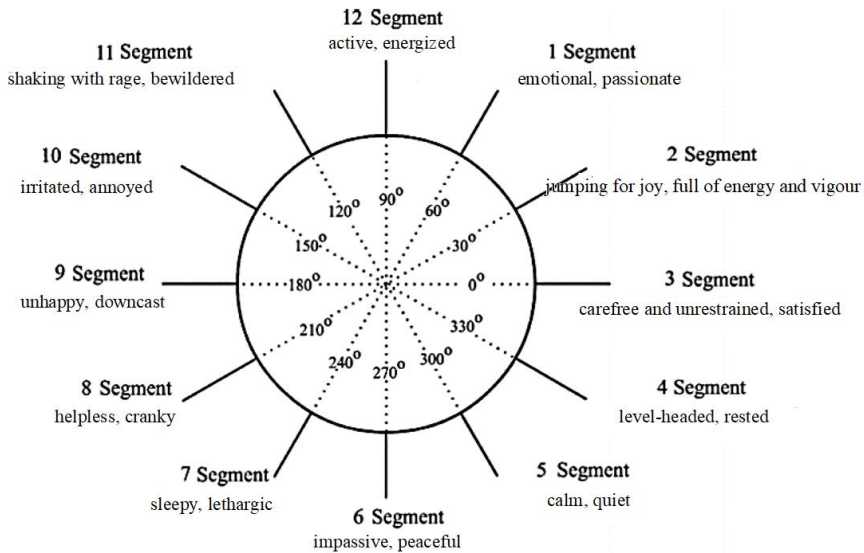 12 Segment
active, energized
11 Segment
shaking with rage, bewildered
1 Segment
emotional, passionate
10 Segment
irritated, annoyed
2 Segment
jumping for joy, full of energy and vigour
120°
90°
60°
150°
30°
9 Segment
unhappy, downcast
180°
0°
3 Segment
carefree and unrestrained, satisfied
210°
330°
240°
270°
300°
8 Segment
helpless, cranky
4 Segment
level-headed, rested
7 Segment
sleepy, lethargic
5 Segment
calm, quiet
6 Segment
impassive, peaceful